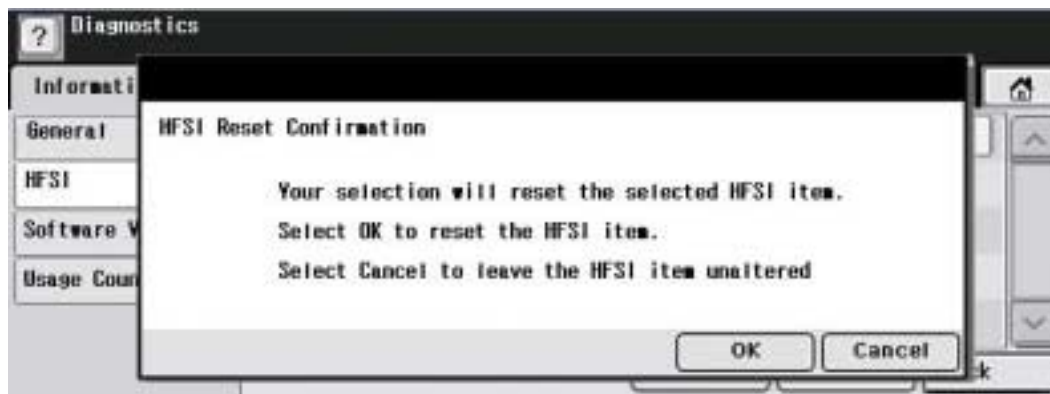 ? Diagnostics
Informati
General
HFSI
Software V
Usage Coun
HFSI Reset Confirmation
Your selection will reset the selected HFSI item.
Select OK to reset the HFSI item.
Select Cancel to leave the HFSI item unaltered
OK
Cancel
k